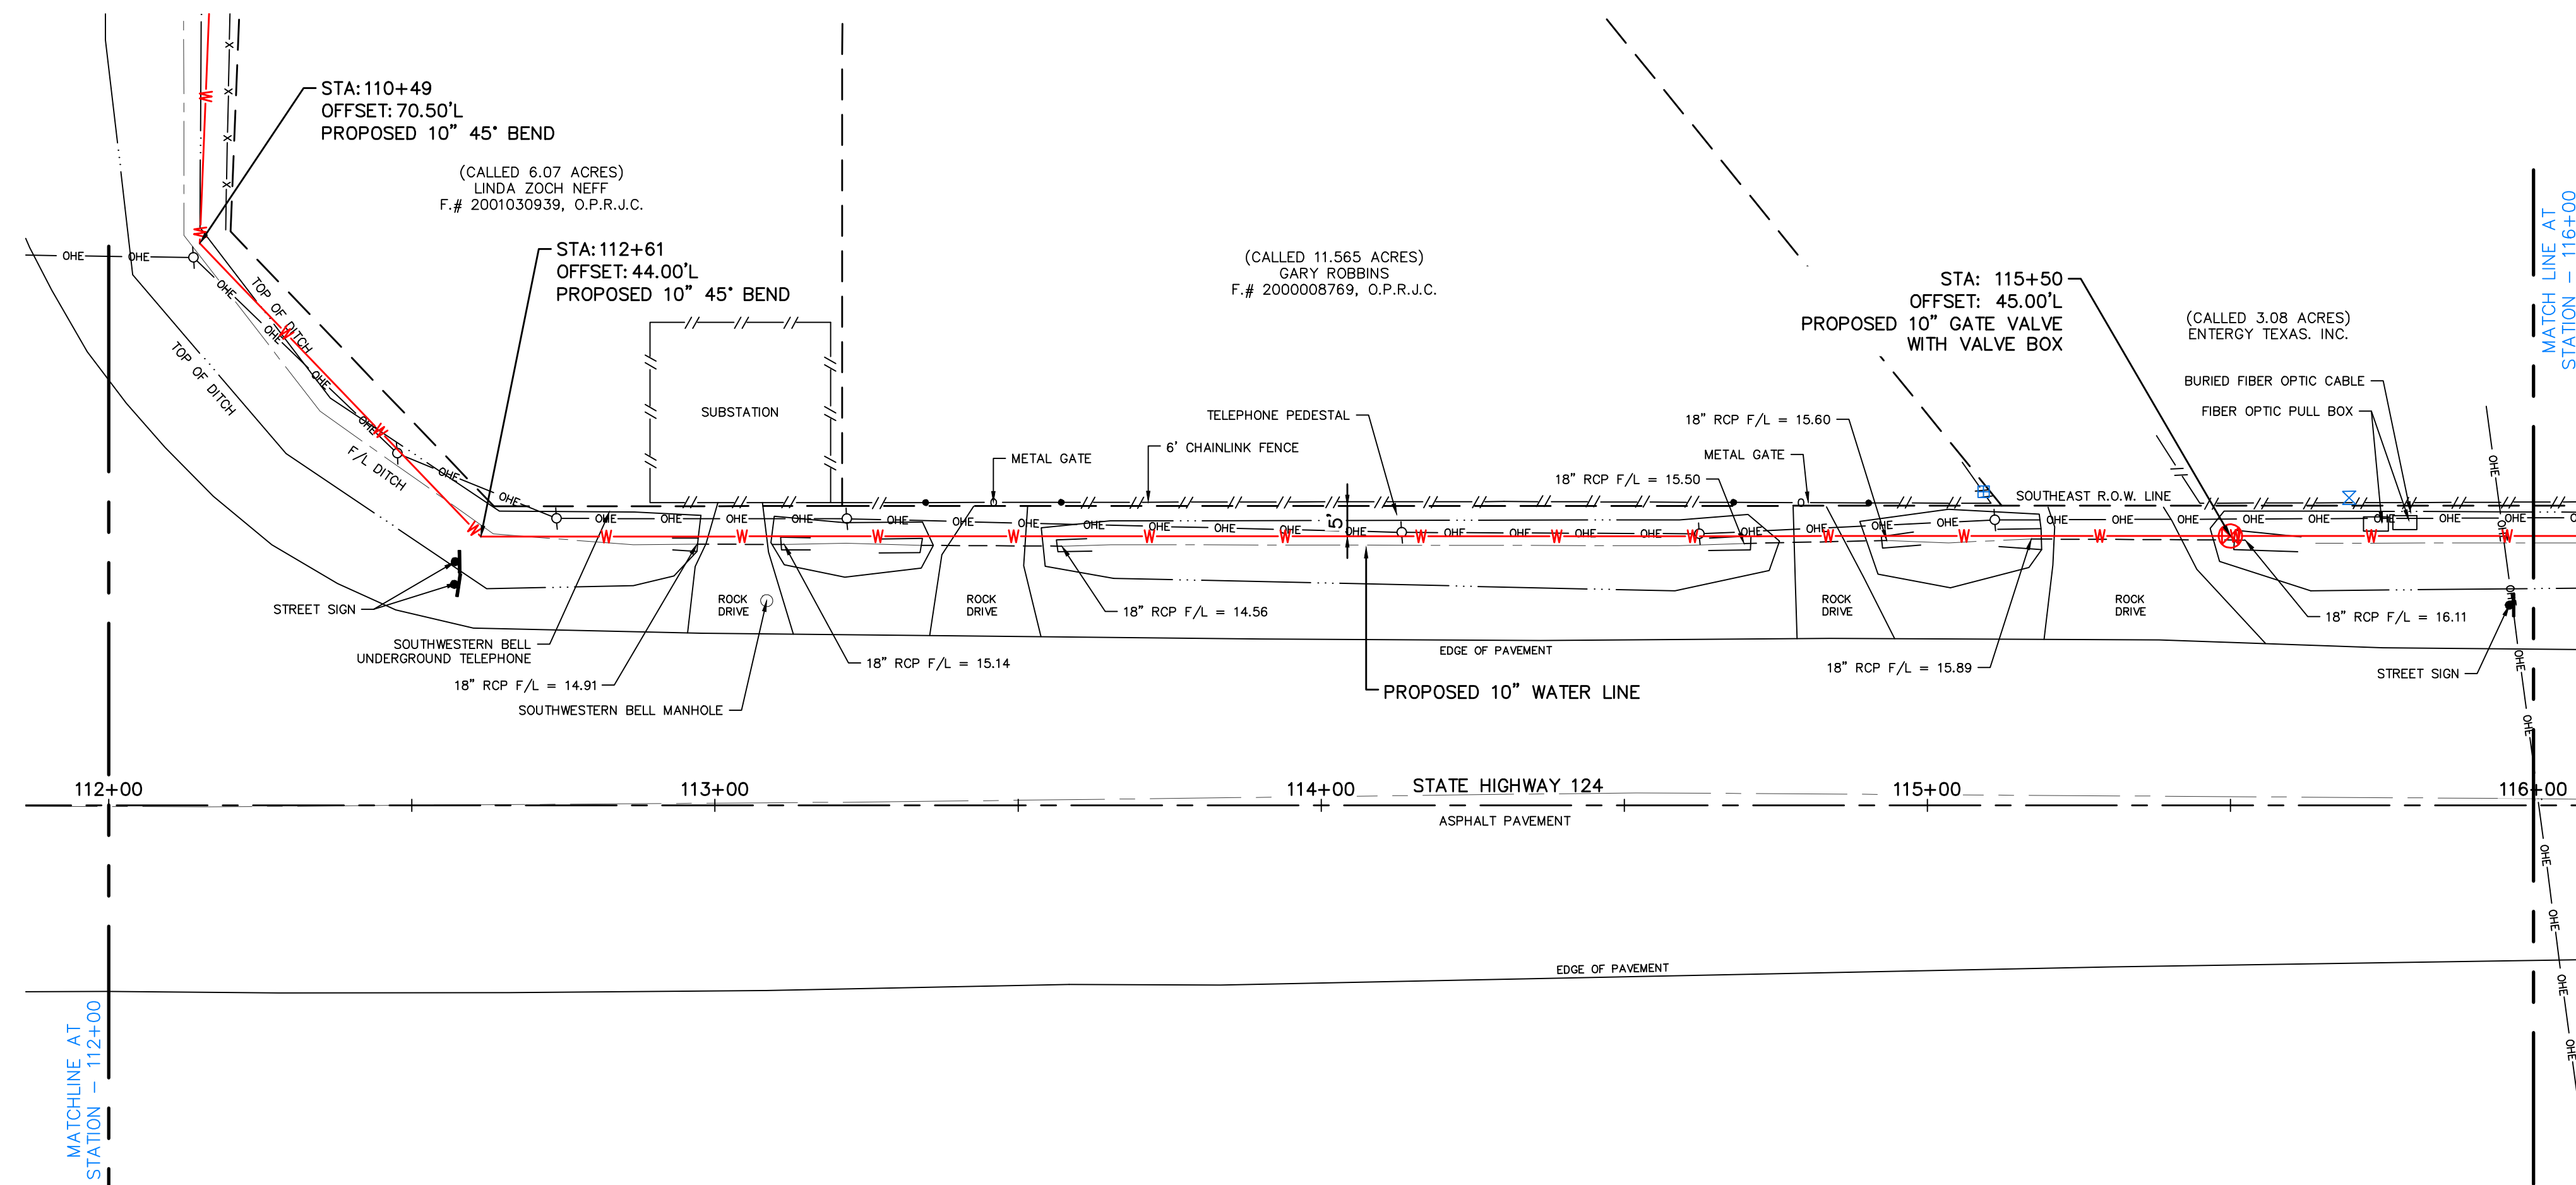 STA: 110+49
OFFSET: 70.50'L
PROPOSED 10" 45° BEND
(CALLED 6.07 ACRES)
LINDA ZOCH NEFF
F.# 2001030939, O.P.R.J.C.
STA: 112+61
OFFSET: 44.00'L
PROPOSED 10" 45° BEND
(CALLED 11.565 ACRES)
GARY ROBBINS
F.# 2000008769, O.P.R.J.C.
STA: 115+50
OFFSET: 45.00'L
PROPOSED 10" GATE VALVE
WITH VALVE BOX
(CALLED 3.08 ACRES)
ENTERGY TEXAS. INC.
MATCH LINE AT
STATION - 116+00
BURIED FIBER OPTIC CABLE
FIBER OPTIC PULL BOX
TOP OF DITCH
TOP OF DITCH
F/L DITCH
SUBSTATION
METAL GATE
6' CHAINLINK FENCE
TELEPHONE PEDESTAL
18" RCP F/L = 15.60
METAL GATE
18" RCP F/L = 15.50
SOUTHEAST R.O.W. LINE
OHE
W
X
5'
STREET SIGN
SOUTHWESTERN BELL
UNDERGROUND TELEPHONE
18" RCP F/L = 14.91
SOUTHWESTERN BELL MANHOLE
ROCK
DRIVE
18" RCP F/L = 15.14
ROCK
DRIVE
18" RCP F/L = 14.56
EDGE OF PAVEMENT
PROPOSED 10" WATER LINE
ROCK
DRIVE
18" RCP F/L = 15.89
ROCK
DRIVE
18" RCP F/L = 16.11
STREET SIGN
112+00
113+00
114+00
STATE HIGHWAY 124
115+00
116+00
ASPHALT PAVEMENT
EDGE OF PAVEMENT
MATCHLINE AT
STATION - 112+00